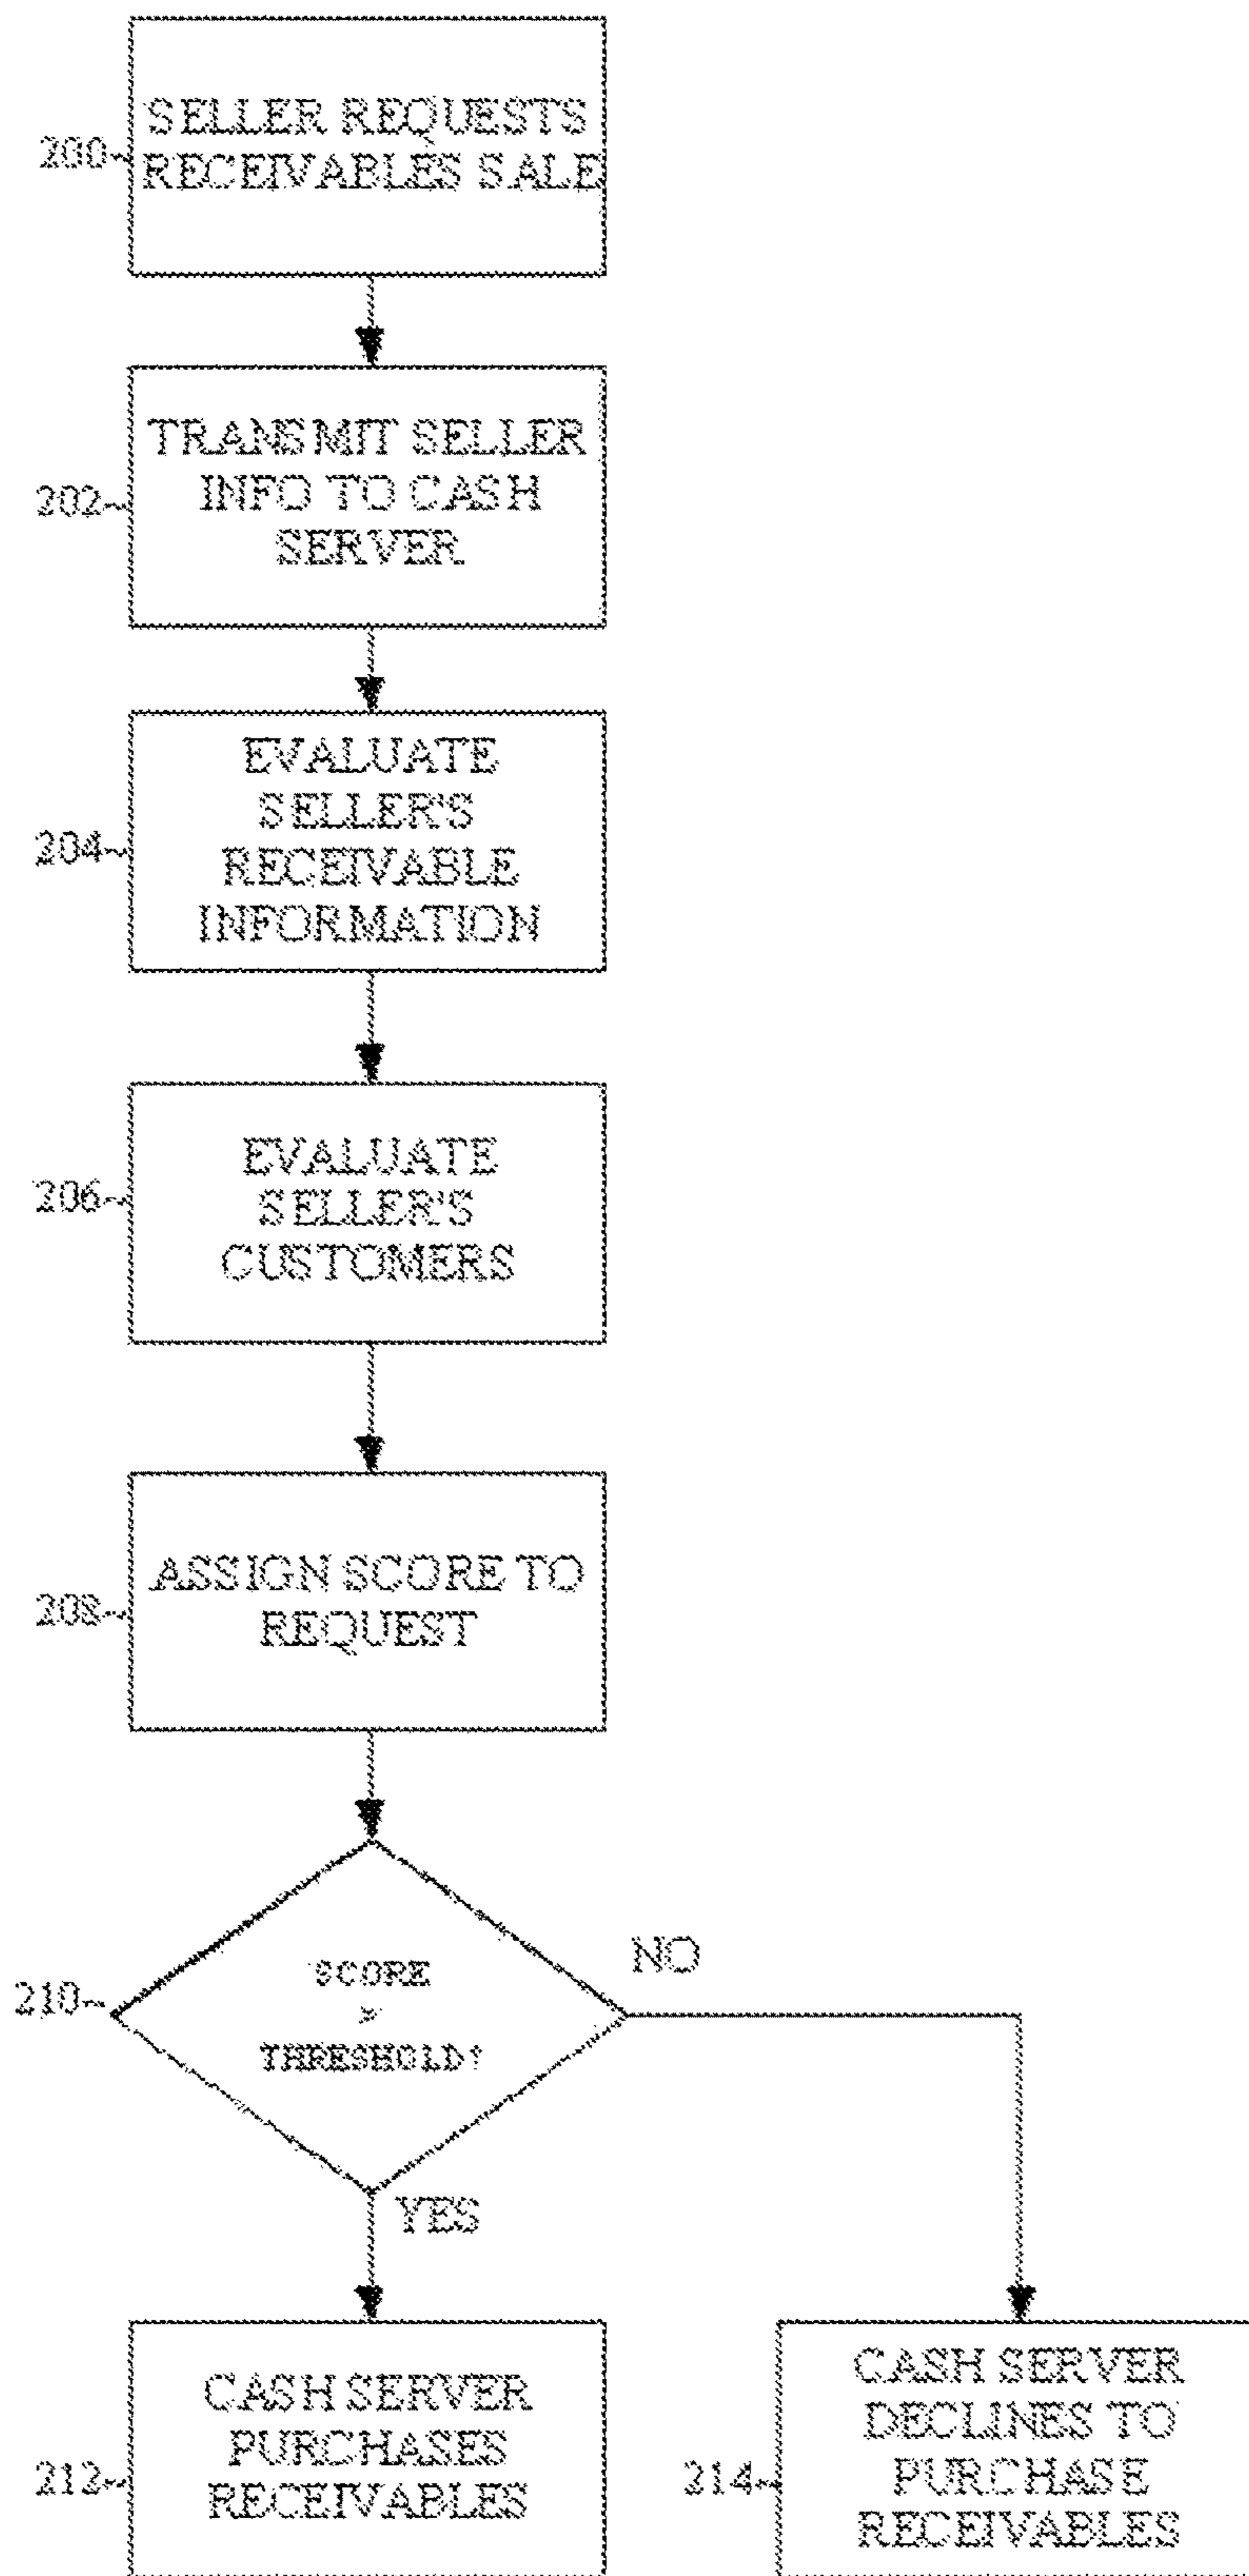 200
SELLER REQUESTS
RECEIVABLES SALE
202
TRANSMIT SELLER
INFO TO CASH
SERVER
204
EVALUATE
SELLER'S
RECEIVABLE
INFORMATION
206
EVALUATE
SELLER'S
CUSTOMERS
208
ASSIGN SCORE TO
REQUEST
210
SCORE
>
THRESHOLD?
NO
YES
212
CASH SERVER
PURCHASES
RECEIVABLES
214
CASH SERVER
DECLINES TO
PURCHASE
RECEIVABLES